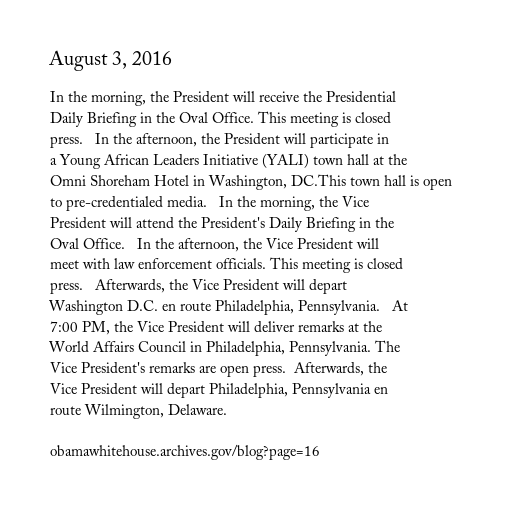 August 3, 2016
In the morning, the President will receive the Presidential
Daily Briefing in the Oval Office. This meeting is closed
press.   In the afternoon, the President will participate in
a Young African Leaders Initiative (YALI) town hall at the
Omni Shoreham Hotel in Washington, DC.This town hall is open
to pre-credentialed media.   In the morning, the Vice
President will attend the President's Daily Briefing in the
Oval Office.   In the afternoon, the Vice President will
meet with law enforcement officials. This meeting is closed
press.   Afterwards, the Vice President will depart
Washington D.C. en route Philadelphia, Pennsylvania.   At
7:00 PM, the Vice President will deliver remarks at the
World Affairs Council in Philadelphia, Pennsylvania. The
Vice President's remarks are open press.  Afterwards, the
Vice President will depart Philadelphia, Pennsylvania en
route Wilmington, Delaware.
obamawhitehouse.archives.gov/blog?page=16